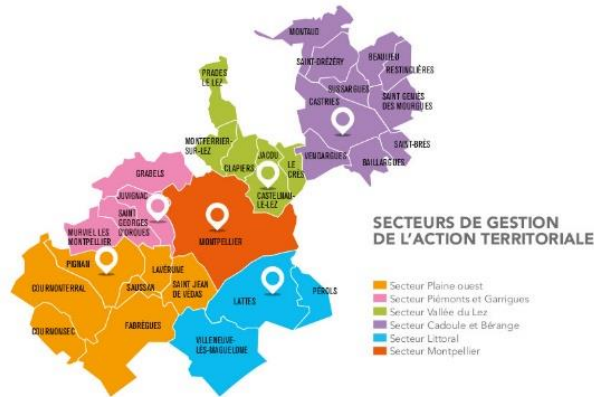 MONTAUD
SAINT-DRÉZÉRY
BEAULIEU
RESTINCLIÈRES
SUSSARGUES
CASTRIES
SAINT GENIÈS
DES MOURGUES
SAINT-BRÈS
VENDARGUES
BAILLARGUES
PRADES
LE LEZ
MONTFERRIER-
SUR-LEZ
CLAPIERS
JACOU
LE
CRÈS
CASTELNAU-
LE-LEZ
GRABELS
JUVIGNAC
SAINT
GEORGES
D'ORQUES
MURVIEL LES
MONTPELLIER
MONTPELLIER
PIGNAN
LAVÉRUNE
COURNONTERRAL
SAUSSAN
SAINT JEAN
DE VÉDAS
COURNONSEC
FABRÈGUES
LATTES
PÉROLS
VILLENEUVE-
LÈS-MAGUELONE
SECTEURS DE GESTION
DE L'ACTION TERRITORIALE
Secteur Plaine ouest
Secteur Piémonts et Garrigues
Secteur Vallée du Lez
Secteur Cadoule et Bérange
Secteur Littoral
Secteur Montpellier